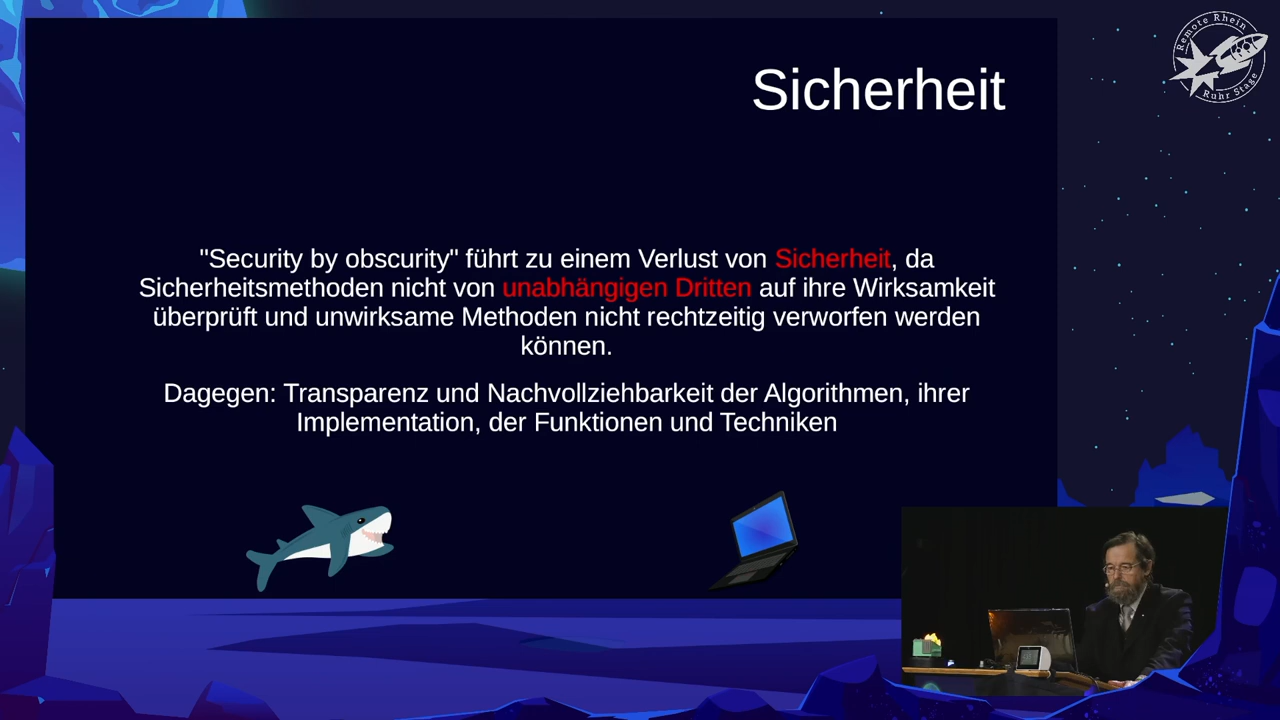 Sicherheit
"Security by obscurity" führt zu einem Verlust von Sicherheit, da
Sicherheitsmethoden nicht von unabhängigen Dritten auf ihre Wirksamkeit
überprüft und unwirksame Methoden nicht rechtzeitig verworfen werden
können.
Dagegen: Transparenz und Nachvollziehbarkeit der Algorithmen, ihrer
Implementation, der Funktionen und Techniken
Remote Rhein
Ruhr Stage